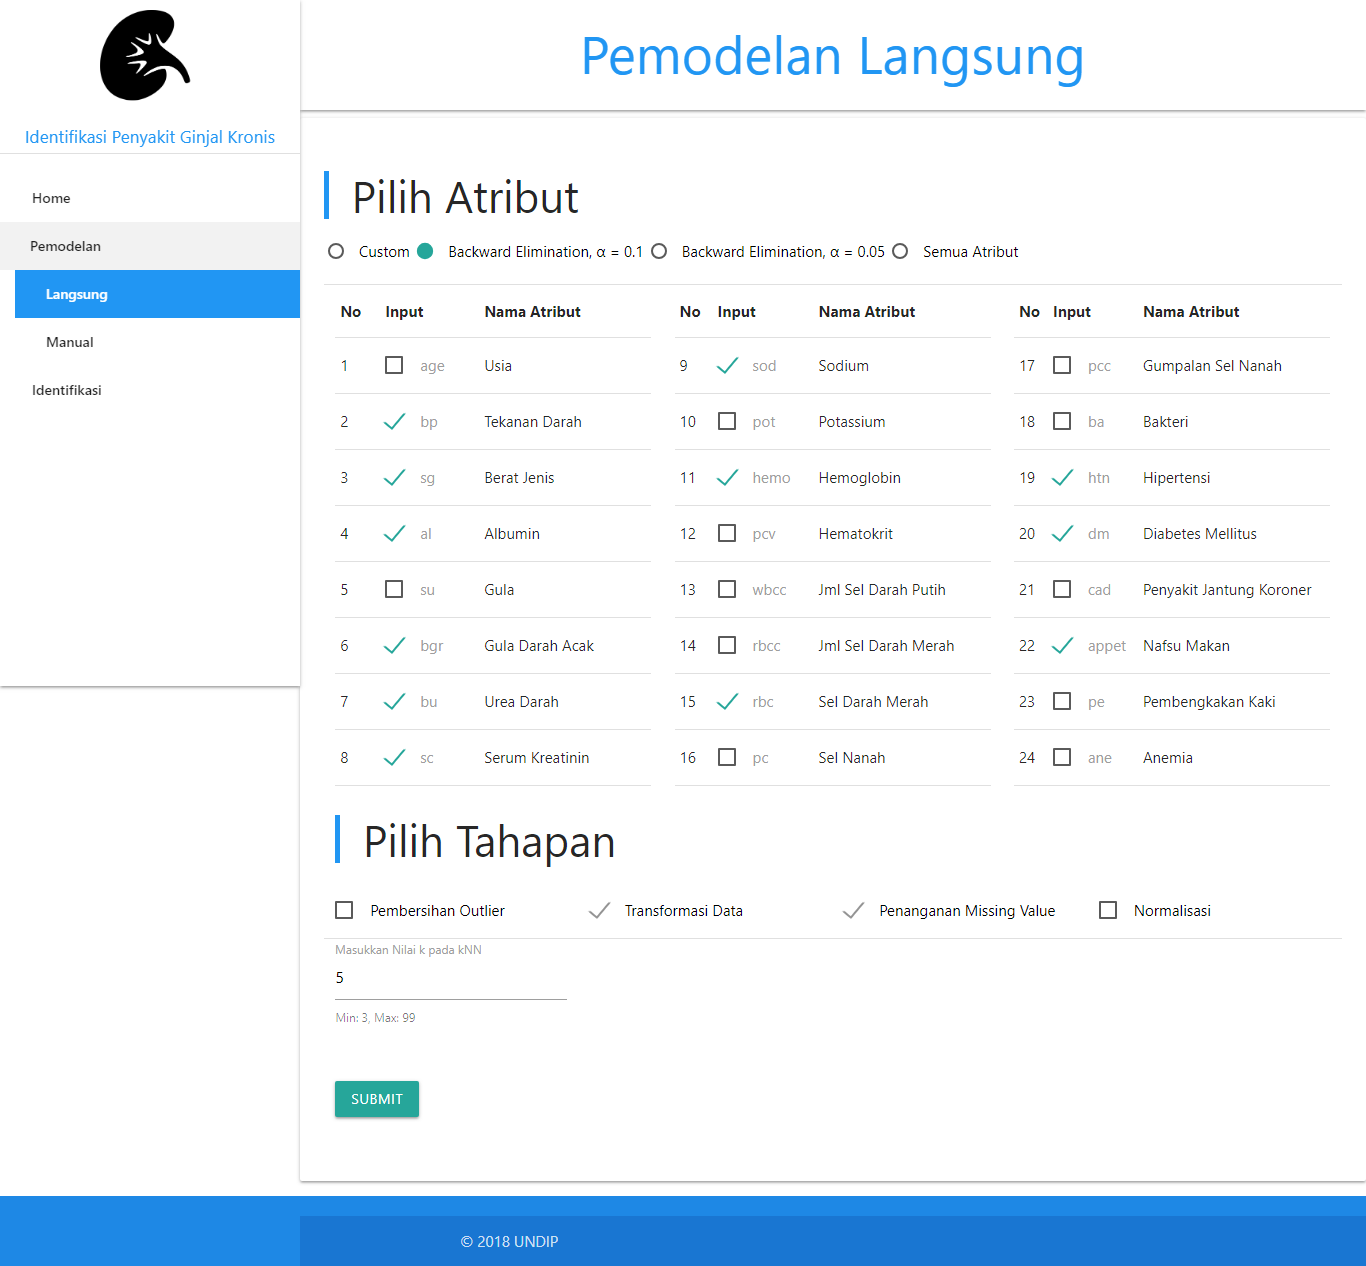 Identifikasi Penyakit Ginjal Kronis
Home
Pemodelan
Langsung
Manual
Identifikasi
Pemodelan Langsung
Pilih Atribut
Custom Backward Elimination, α = 0.1 Backward Elimination, α = 0.05 Semua Atribut
No Input Nama Atribut No Input Nama Atribut No Input Nama Atribut
1 age Usia 9 sod Sodium 17 pcc Gumpalan Sel Nanah
2 bp Tekanan Darah 10 pot Potassium 18 ba Bakteri
3 sg Berat Jenis 11 hemo Hemoglobin 19 htn Hipertensi
4 al Albumin 12 pcv Hematokrit 20 dm Diabetes Mellitus
5 su Gula 13 wbcc Jml Sel Darah Putih 21 cad Penyakit Jantung Koroner
6 bgr Gula Darah Acak 14 rbcc Jml Sel Darah Merah 22 appet Nafsu Makan
7 bu Urea Darah 15 rbc Sel Darah Merah 23 pe Pembengkakan Kaki
8 sc Serum Kreatinin 16 pc Sel Nanah 24 ane Anemia
Pilih Tahapan
Pembersihan Outlier Transformasi Data Penanganan Missing Value Normalisasi
Masukkan Nilai k pada kNN
5
Min: 3, Max: 99
SUBMIT
© 2018 UNDIP